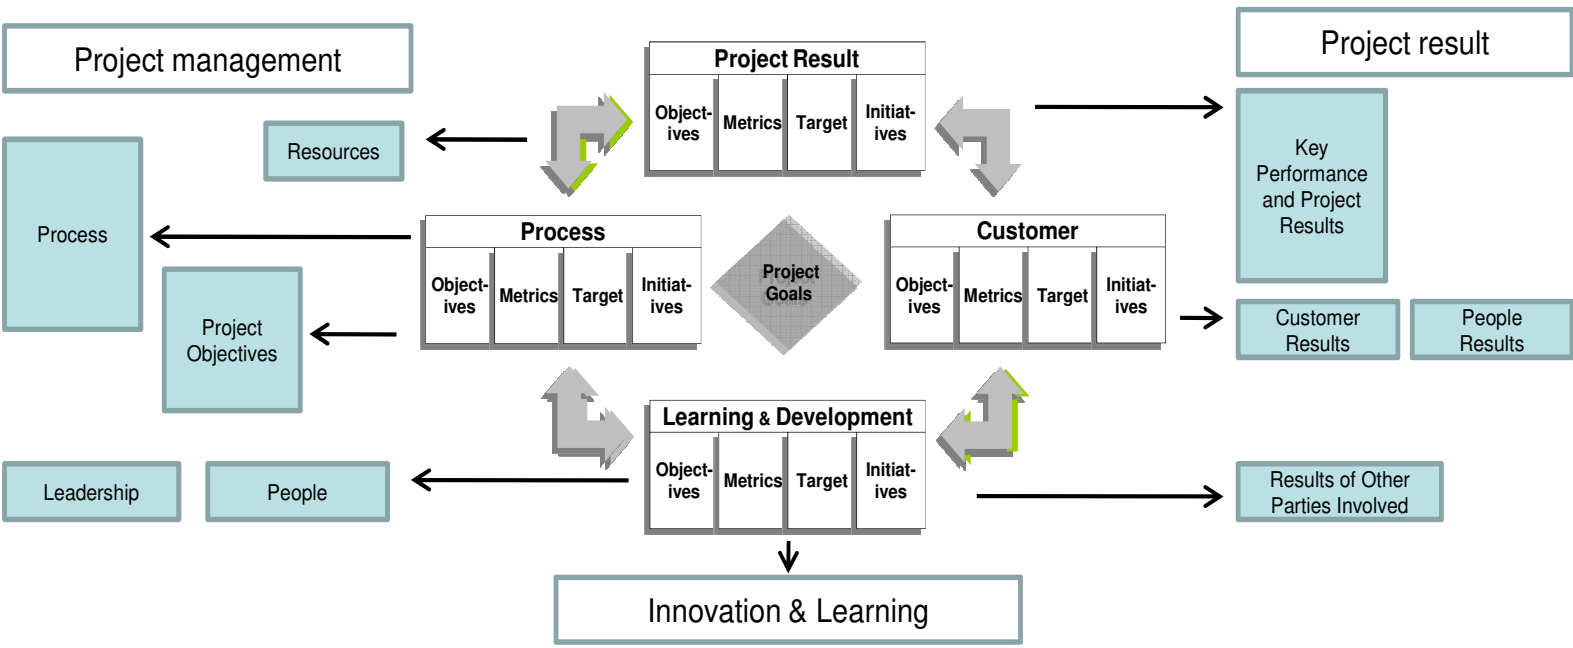 Project management
Project result
Project Result
Object-
ives
Metrics
Target
Initiat-
ives
Resources
Key
Performance
and Project
Results
Process
Process
Object-
ives
Metrics
Target
Initiat-
ives
Project
Goals
Customer
Object-
ives
Metrics
Target
Initiat-
ives
Project
Objectives
Customer
Results
People
Results
Learning & Development
Object-
ives
Metrics
Target
Initiat-
ives
Leadership
People
Results of Other
Parties Involved
Innovation & Learning